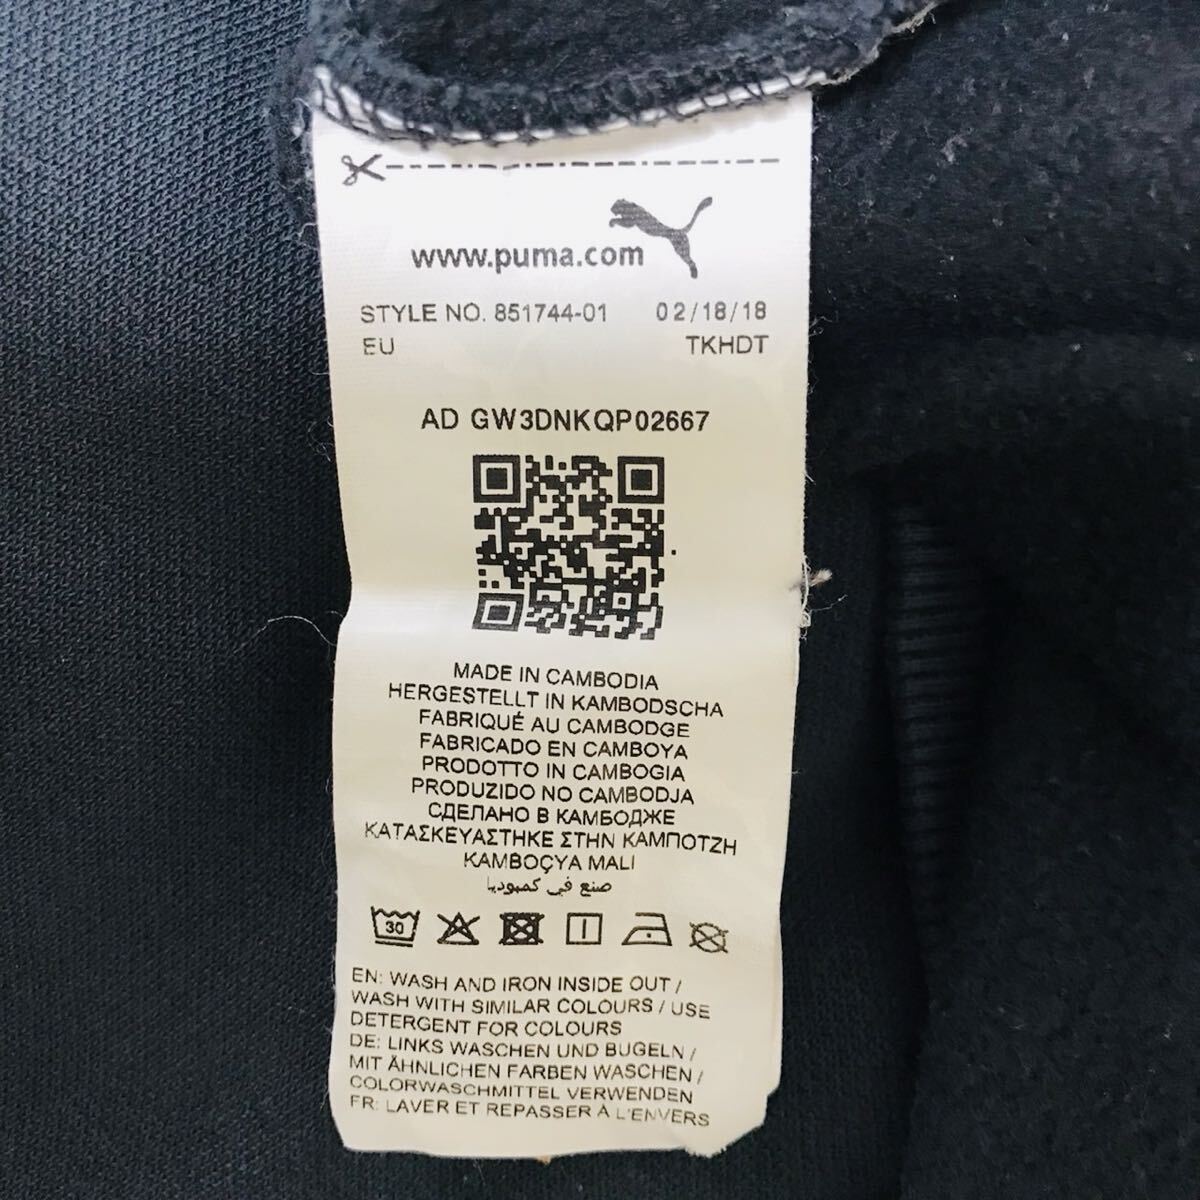 www.puma.com
STYLE NO. 851744-01 02/18/18
EU TKHDT
AD GW3DNKQP02667
MADE IN CAMBODIA
HERGESTELLT IN KAMBODSCHA
FABRIQUÉ AU CAMBODGE
FABRICADO EN CAMBOYA
PRODOTTO IN CAMBOGIA
PRODUZIDO NO CAMBODJA
СДЕЛАНО В КАМБОДЖЕ
ΚΑΤΑΣΚΕΥΑΣΤΗΚΕ ΣΤΗΝ ΚΑΜΠΟΤΖΗ
KAMBOÇYA MALI
صنع في كمبوديا
30
EN: WASH AND IRON INSIDE OUT /
WASH WITH SIMILAR COLOURS / USE
DETERGENT FOR COLOURS
DE: LINKS WASCHEN UND BUGELN /
MIT ÄHNLICHEN FARBEN WASCHEN /
COLORWASCHMITTEL VERWENDEN
FR: LAVER ET REPASSER À L'ENVERS